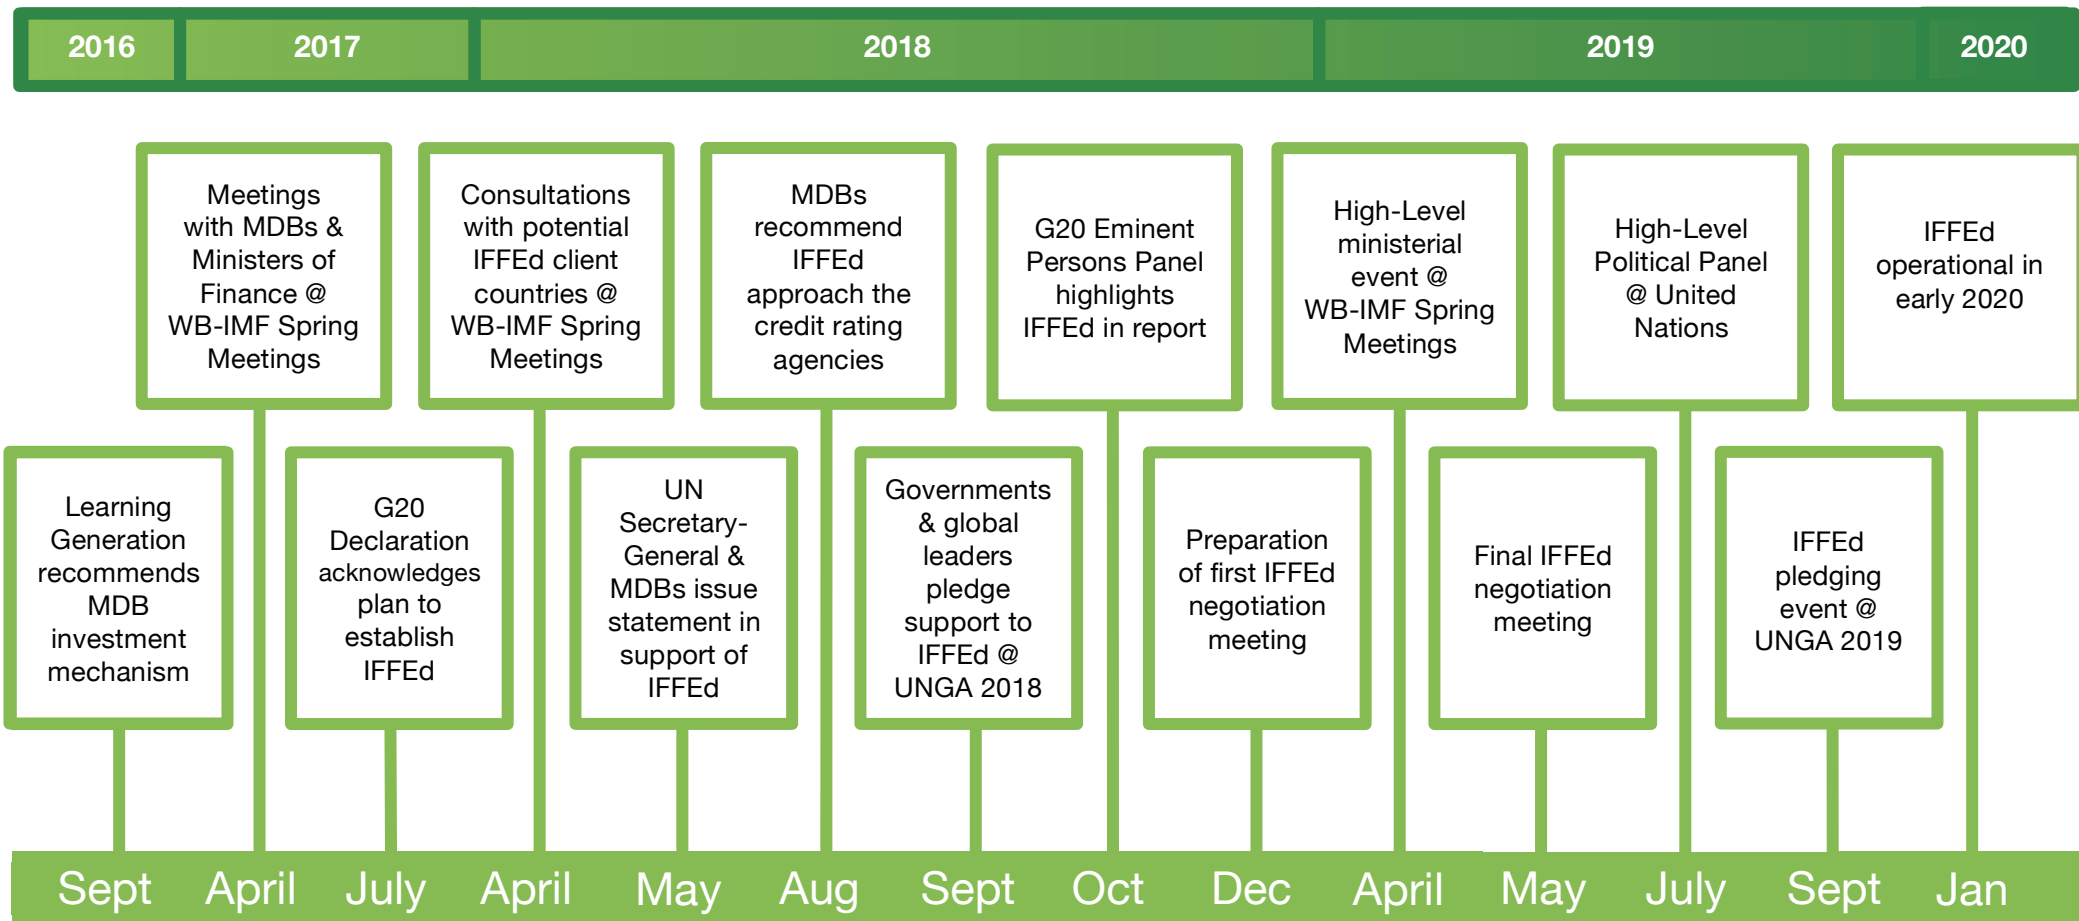 2016
2017
2018
2019
2020
Meetings
with MDBs &
Ministers of
Finance @
WB-IMF Spring
Meetings
Consultations
with potential
IFFEd client
countries @
WB-IMF Spring
Meetings
MDBs
recommend
IFFEd
approach the
credit rating
agencies
G20 Eminent
Persons Panel
highlights
IFFEd in report
High-Level
ministerial
event @
WB-IMF Spring
Meetings
High-Level
Political Panel
@ United
Nations
IFFEd
operational in
early 2020
Learning
Generation
recommends
MDB
investment
mechanism
G20
Declaration
acknowledges
plan to
establish
IFFEd
UN
Secretary-
General &
MDBs issue
statement in
support of
IFFEd
Governments
& global
leaders
pledge
support to
IFFEd @
UNGA 2018
Preparation
of first IFFEd
negotiation
meeting
Final IFFEd
negotiation
meeting
IFFEd
pledging
event @
UNGA 2019
Sept
April
July
April
May
Aug
Sept
Oct
Dec
April
May
July
Sept
Jan